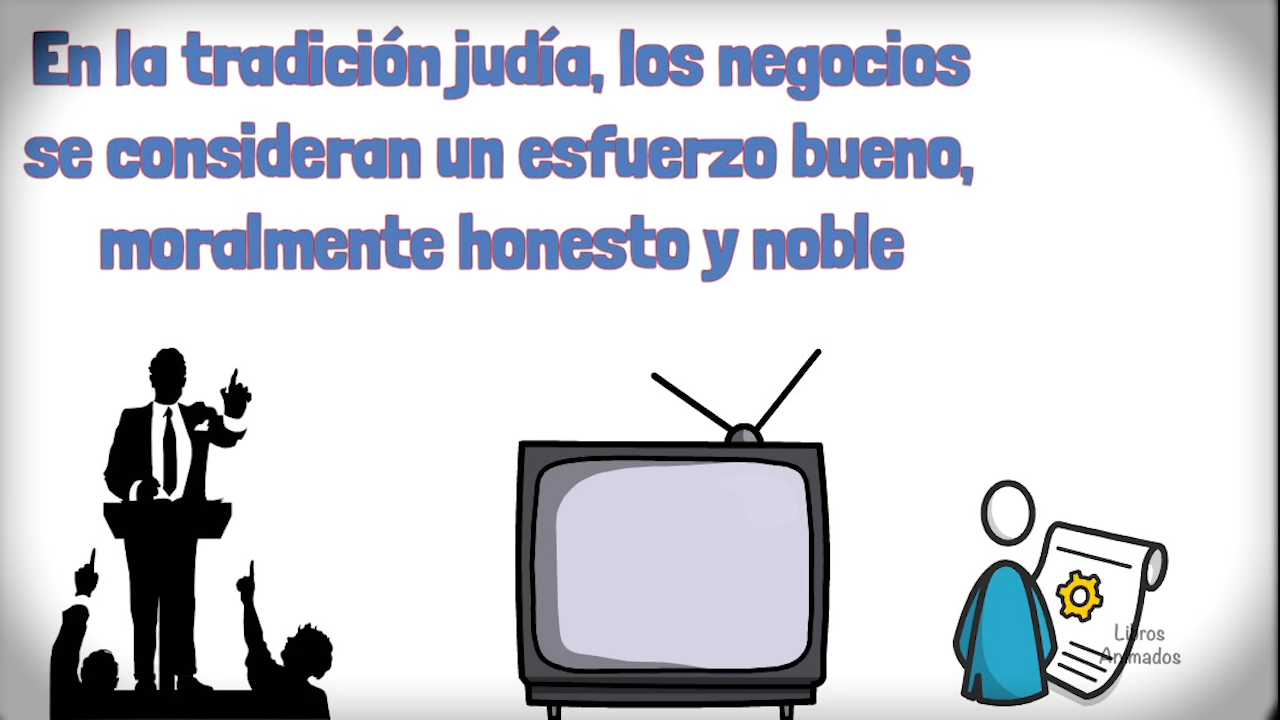 En la tradición judía, los negocios
se consideran un esfuerzo bueno,
moralmente honesto y noble
Libros
Animados